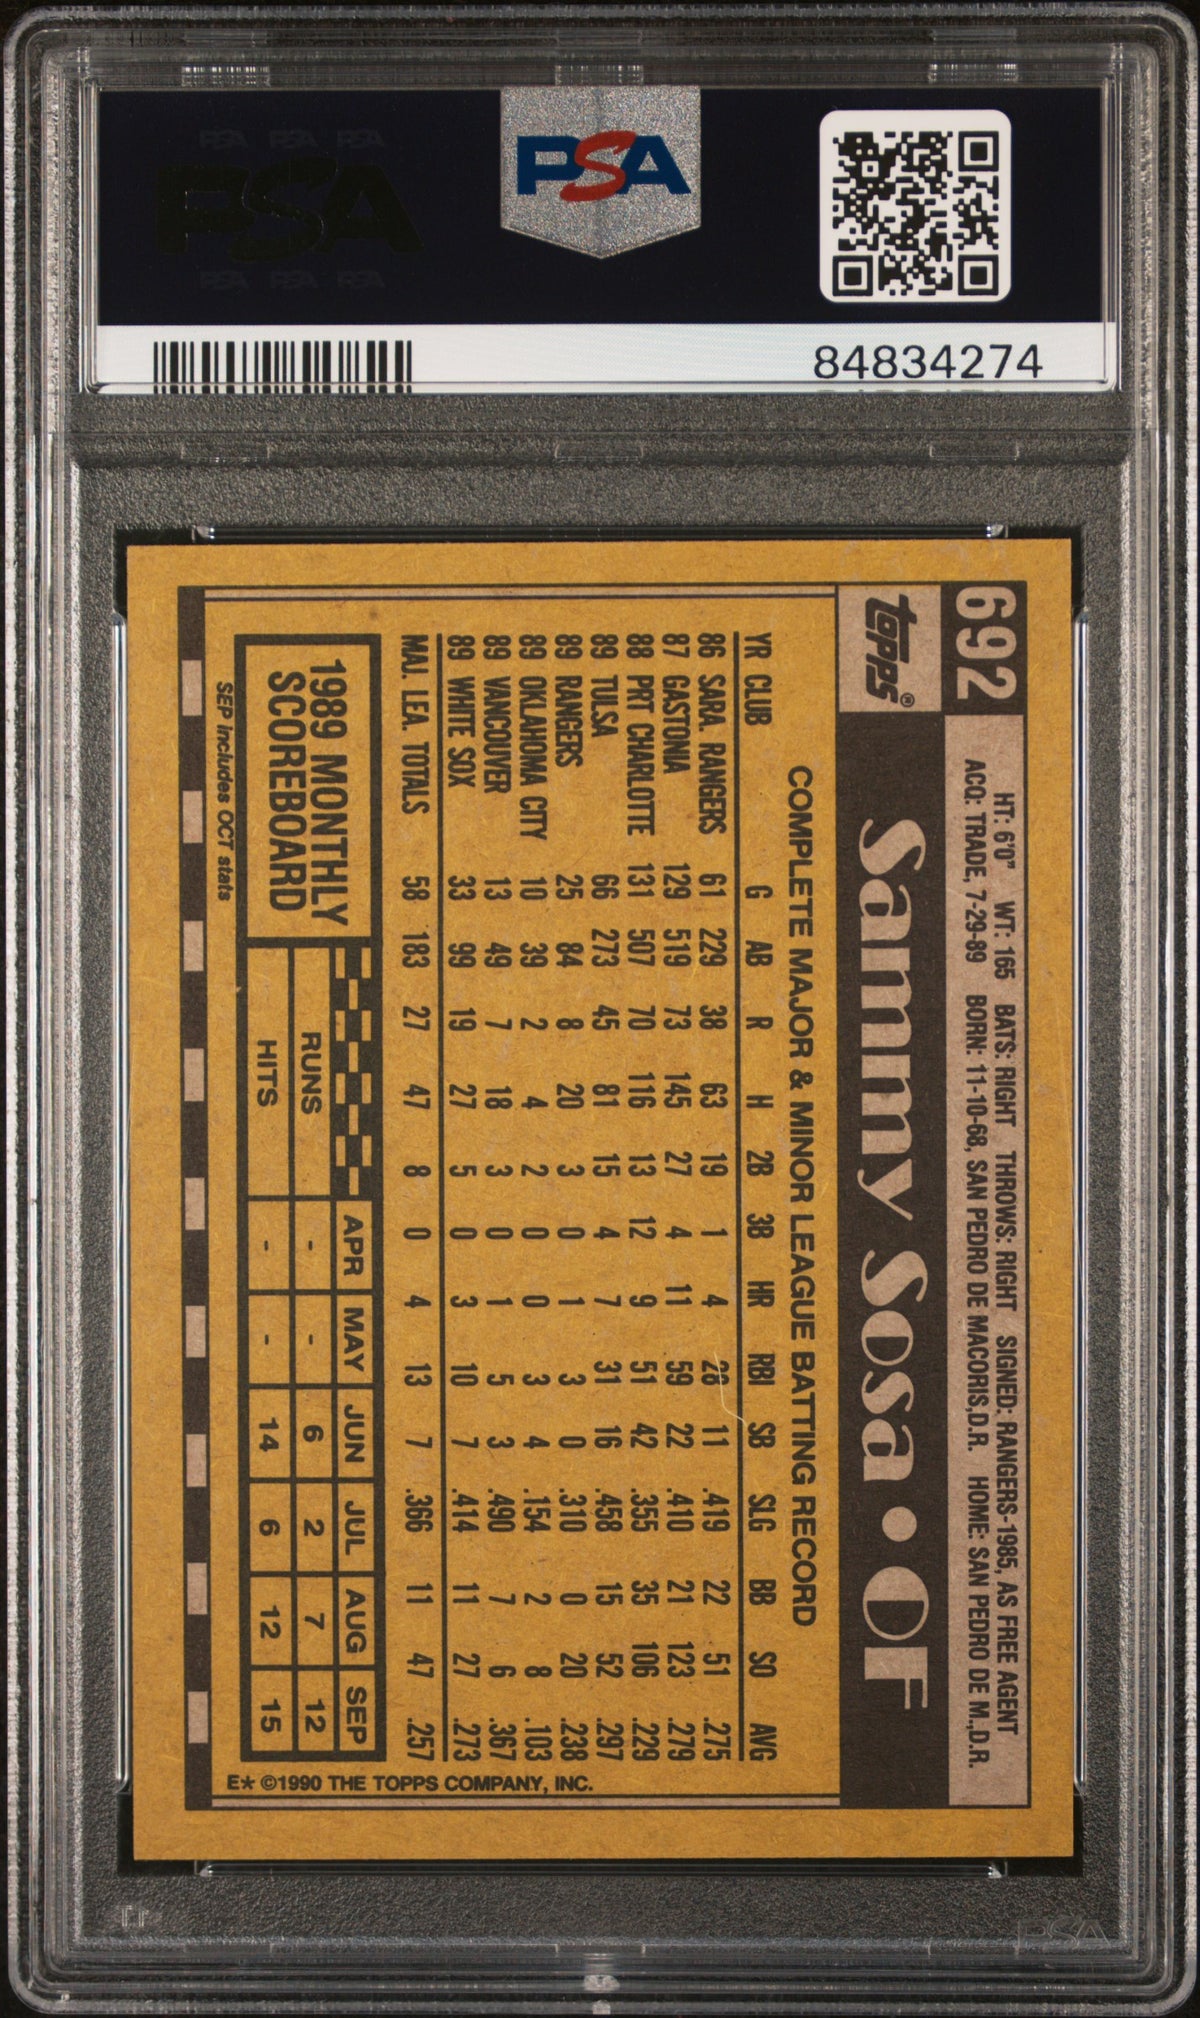 PSA PSA PSA
PSA
PSA PSA PSA
PSA
84834274
692
topps®
HT: 6'0" WT: 165 BATS: RIGHT THROWS: RIGHT SIGNED: RANGERS-1985, AS FREE AGENT
ACQ: TRADE, 7-29-89 BORN: 11-10-68, SAN PEDRO DE MACORIS,D.R. HOME: SAN PEDRO DE M.,D.R.
Sammy Sosa • OF
COMPLETE MAJOR & MINOR LEAGUE BATTING RECORD
YR CLUB G AB R H 2B 3B HR RBI SB SLG BB SO AVG
86 SARA. RANGERS 61 229 38 63 19 1 4 28 11 .419 22 51 .275
87 GASTONIA 129 519 73 145 27 4 11 59 22 .410 21 123 .279
88 PRT CHARLOTTE 131 507 70 116 13 12 9 51 42 .355 35 106 .229
89 TULSA 66 273 45 81 15 4 7 31 16 .458 15 52 .297
89 RANGERS 25 84 8 20 3 0 1 3 0 .310 0 20 .238
89 OKLAHOMA CITY 10 39 2 4 2 0 0 3 4 .154 2 8 .103
89 VANCOUVER 13 49 7 18 3 0 1 5 3 .490 7 6 .367
89 WHITE SOX 33 99 19 27 5 0 3 10 7 .414 11 27 .273
MAJ. LEA. TOTALS 58 183 27 47 8 0 4 13 7 .366 11 47 .257
1989 MONTHLY
SCOREBOARD
APR MAY JUN JUL AUG SEP
RUNS - - 6 2 7 12
HITS - - 14 6 12 15
SEP includes OCT stats
E* ©1990 THE TOPPS COMPANY, INC.
PSA